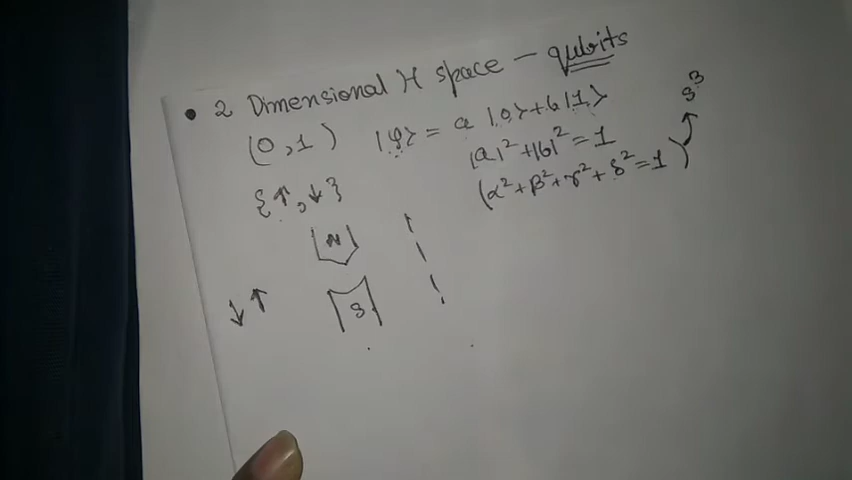 • 2 Dimensional H space - qubits
(0, 1) |φ> = a |0> + b |1>
|a|² + |b|² = 1
{↑, ↓} (α² + β² + γ² + δ² = 1) S³
N
↓ ↑ S